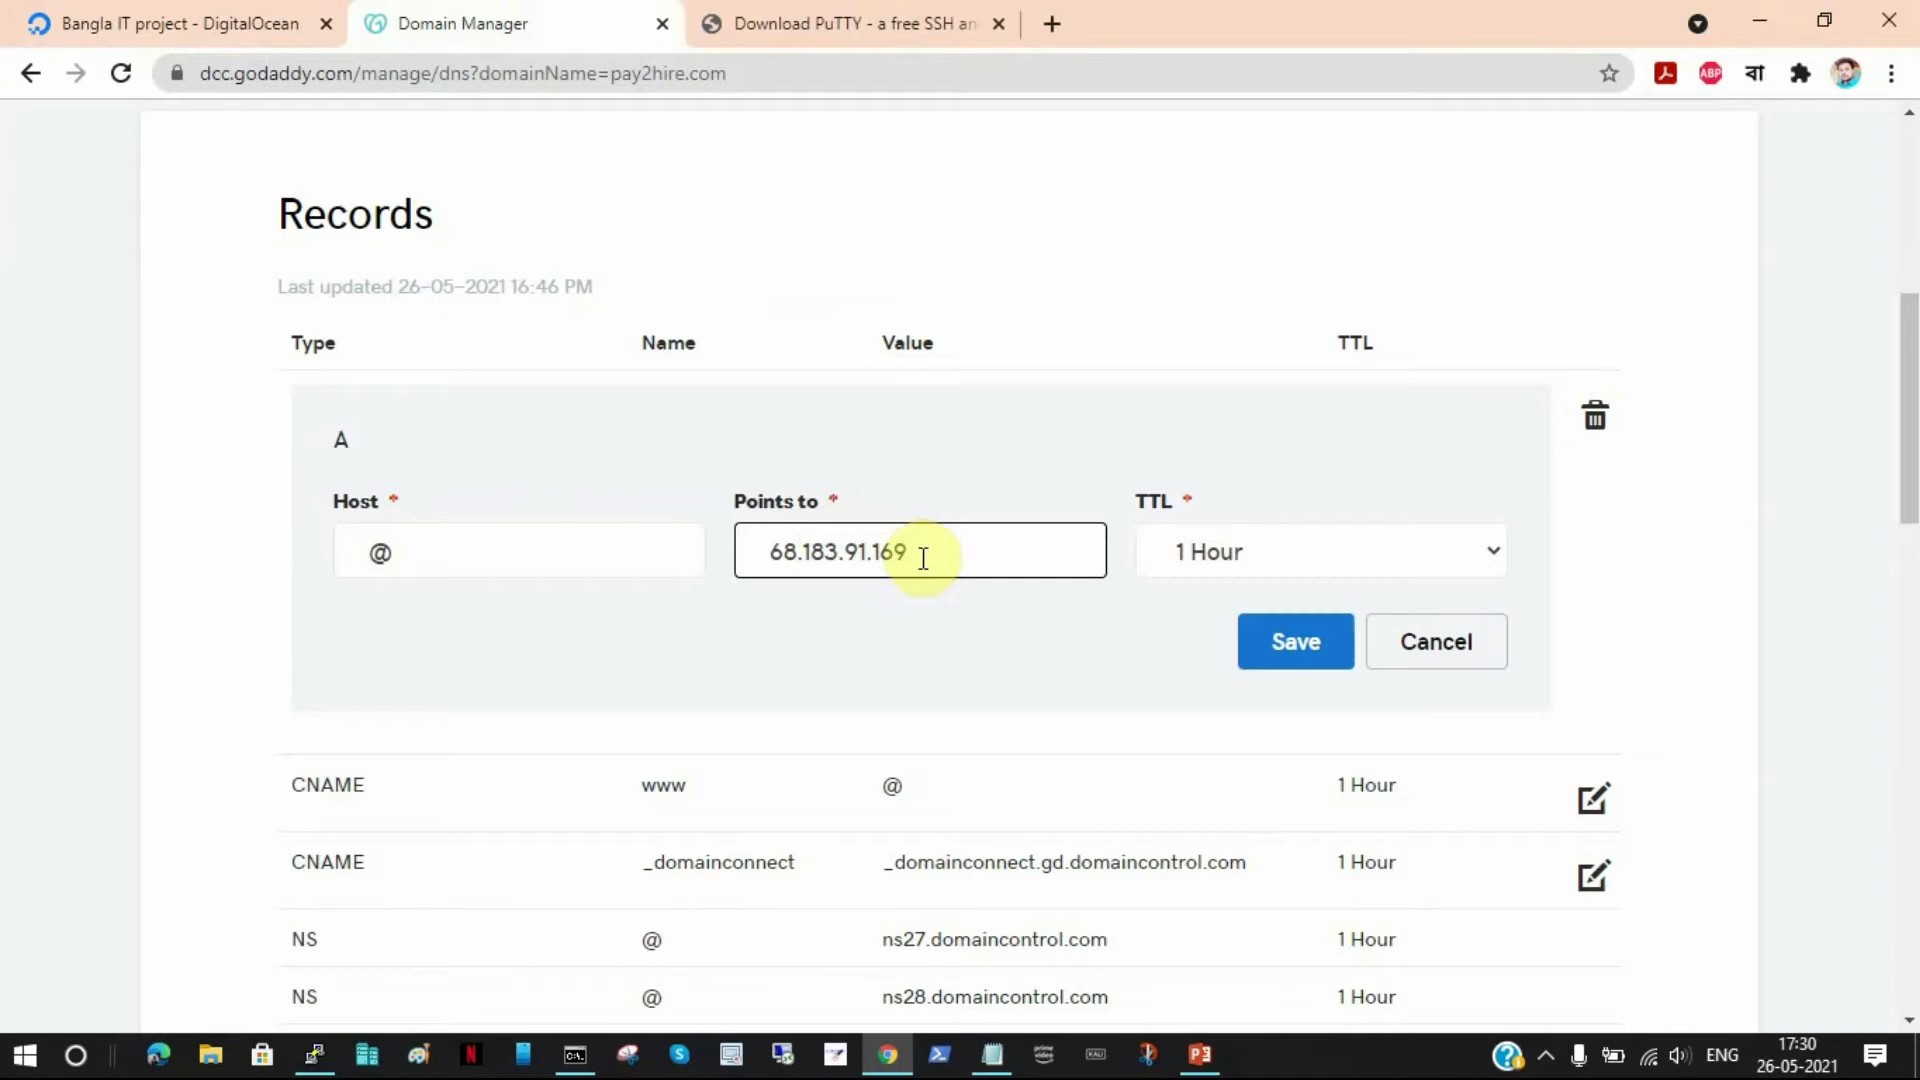 Bangla IT project - DigitalOcean
Domain Manager
Download PuTTY - a free SSH an
dcc.godaddy.com/manage/dns?domainName=pay2hire.com
ABP
বা
Records
Last updated 26-05-2021 16:46 PM
Type Name Value TTL
A
Host * Points to * TTL *
@ 68.183.91.169 1 Hour
Save Cancel
CNAME www @ 1 Hour
CNAME _domainconnect _domainconnect.gd.domaincontrol.com 1 Hour
NS @ ns27.domaincontrol.com 1 Hour
NS @ ns28.domaincontrol.com 1 Hour
ENG
17:30
26-05-2021